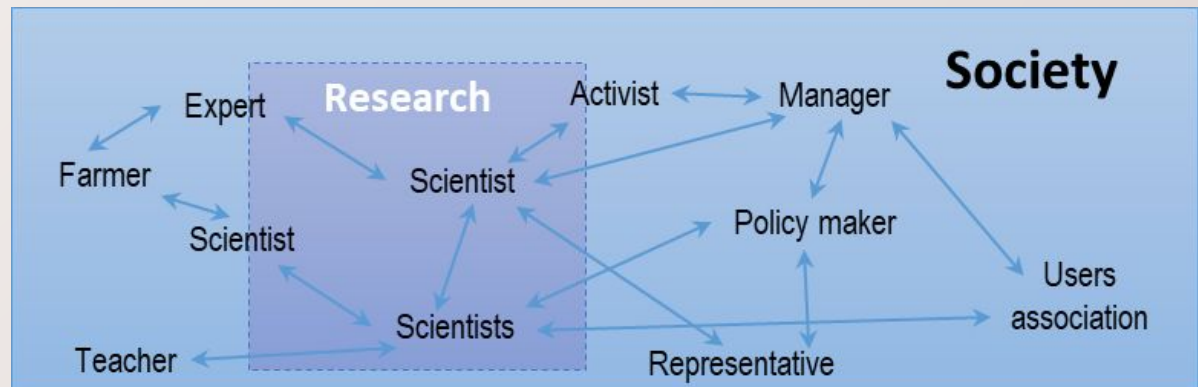 Society
Research
Expert
Activist
Manager
Farmer
Scientist
Scientist
Policy maker
Users
association
Scientists
Teacher
Representative